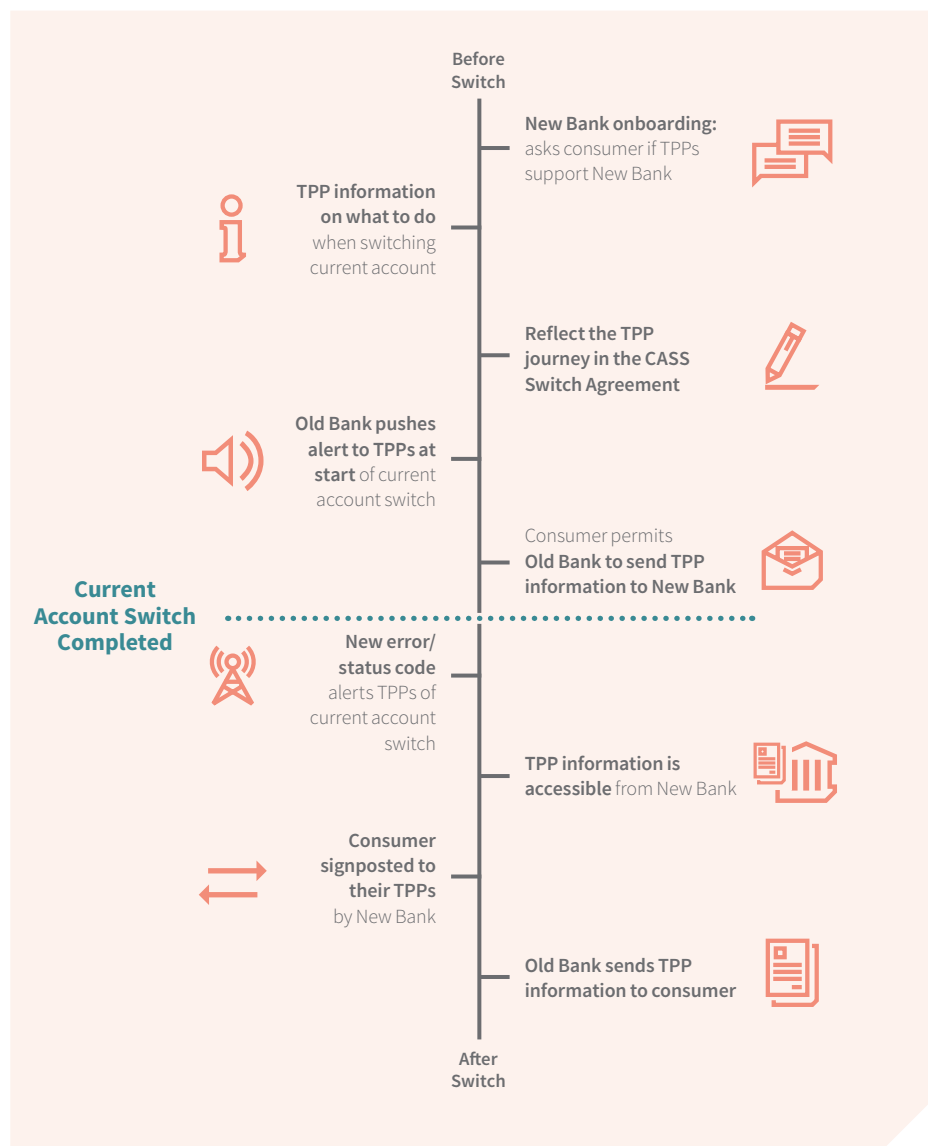 Before
Switch
New Bank onboarding:
asks consumer if TPPs
support New Bank
TPP information
on what to do
when switching
current account
Reflect the TPP
journey in the CASS
Switch Agreement
Old Bank pushes
alert to TPPs at
start of current
account switch
Consumer permits
Old Bank to send TPP
information to New Bank
Current
Account Switch
Completed
New error/
status code
alerts TPPs of
current account
switch
TPP information is
accessible from New Bank
Consumer
signposted to
their TPPs
by New Bank
Old Bank sends TPP
information to consumer
After
Switch